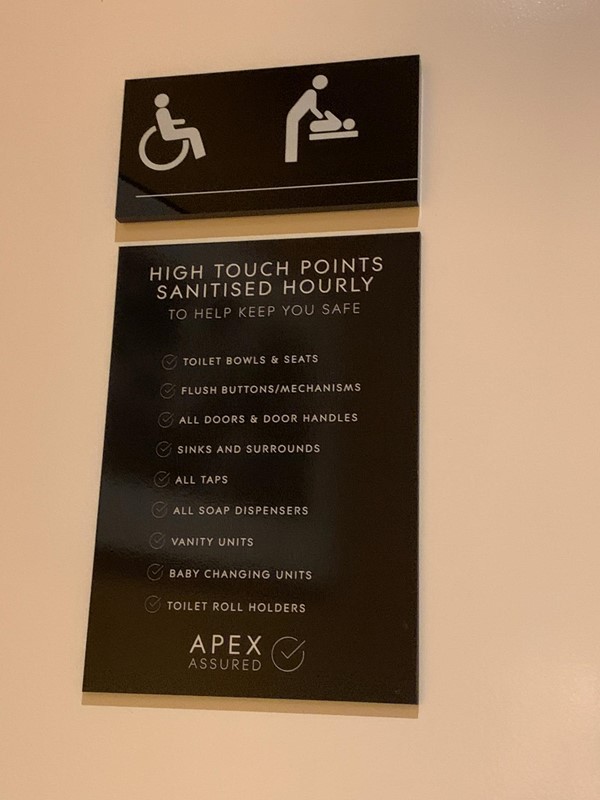 HIGH TOUCH POINTS
SANITISED HOURLY
TO HELP KEEP YOU SAFE
TOILET BOWLS & SEATS
FLUSH BUTTONS/MECHANISMS
ALL DOORS & DOOR HANDLES
SINKS AND SURROUNDS
ALL TAPS
ALL SOAP DISPENSERS
VANITY UNITS
BABY CHANGING UNITS
TOILET ROLL HOLDERS
APEX
ASSURED